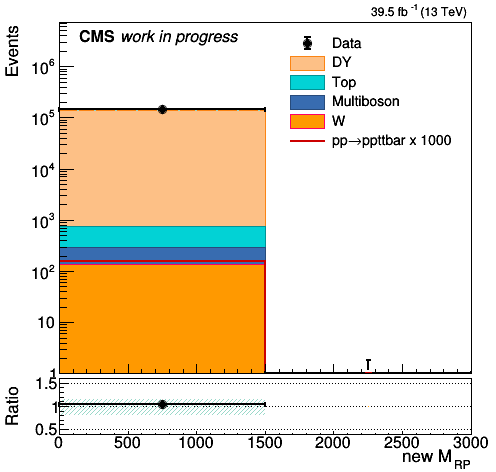 39.5 fb⁻¹ (13 TeV)
CMS work in progress
Data
DY
Top
Multiboson
W
pp→ppttbar x 1000
Events
10⁶
10⁵
10⁴
10³
10²
10
1
Ratio
1.5
1
0.5
0 500 1000 1500 2000 2500 3000
new M_RP